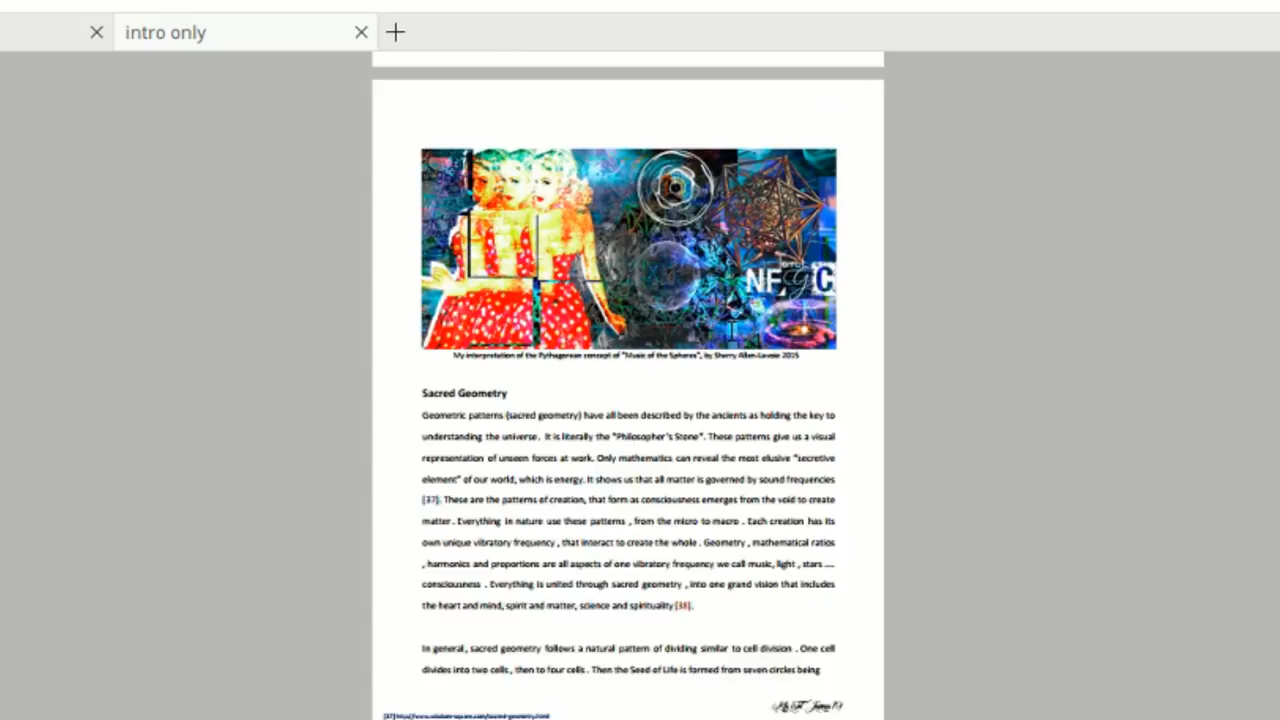 intro only
NF
C
My interpretation of the Pythagorean concept of "Music of the Spheres", by Sherry Allen-Lavoie 2015
Sacred Geometry
Geometric patterns (sacred geometry) have all been described by the ancients as holding the key to
understanding the universe. It is literally the "Philosopher's Stone". These patterns give us a visual
representation of unseen forces at work. Only mathematics can reveal the most elusive "secretive
element" of our world, which is energy. It shows us that all matter is governed by sound frequencies
[37]. These are the patterns of creation, that form as consciousness emerges from the void to create
matter . Everything in nature use these patterns , from the micro to macro . Each creation has its
own unique vibratory frequency , that interact to create the whole . Geometry , mathematical ratios
, harmonics and proportions are all aspects of one vibratory frequency we call music, light , stars ....
consciousness . Everything is united through sacred geometry , into one grand vision that includes
the heart and mind, spirit and matter, science and spirituality [38].
In general, sacred geometry follows a natural pattern of dividing similar to cell division . One cell
divides into two cells , then to four cells . Then the Seed of Life is formed from seven circles being